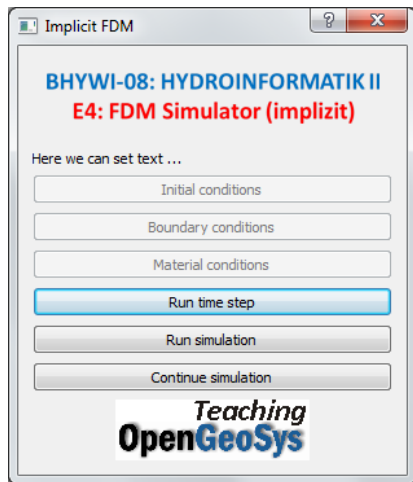 Implicit FDM
BHYWI-08: HYDROINFORMATIK II
E4: FDM Simulator (implizit)
Here we can set text ...
Initial conditions
Boundary conditions
Material conditions
Run time step
Run simulation
Continue simulation
Teaching
OpenGeoSys